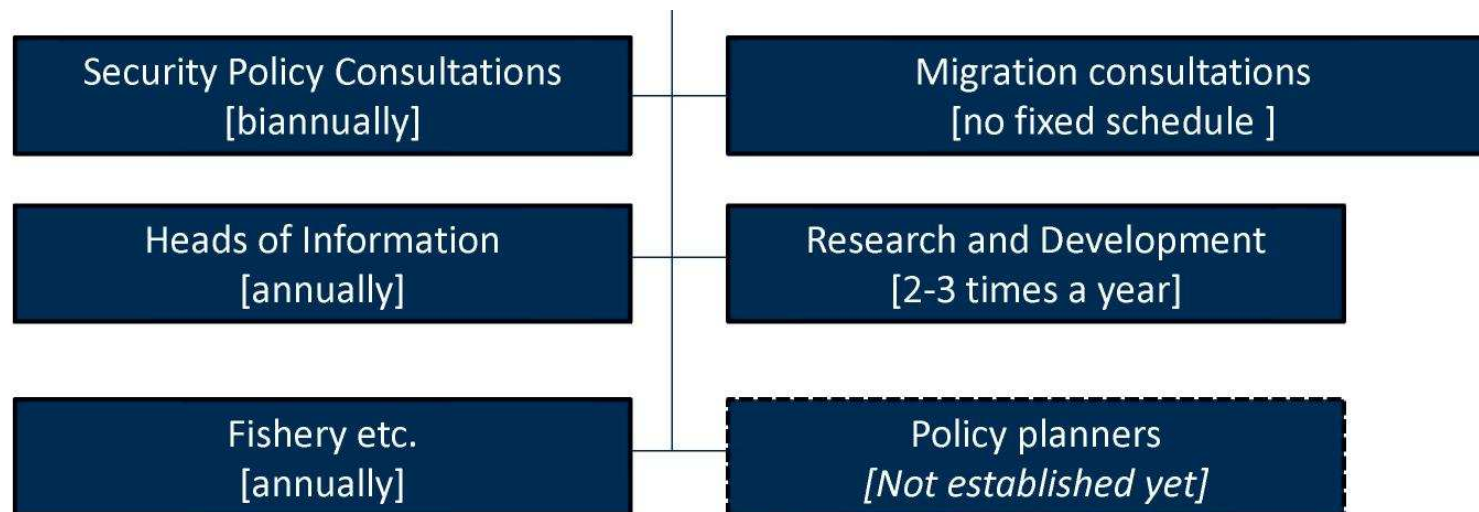 Security Policy Consultations
[biannually]
Migration consultations
[no fixed schedule ]
Heads of Information
[annually]
Research and Development
[2-3 times a year]
Fishery etc.
[annually]
Policy planners
[Not established yet]